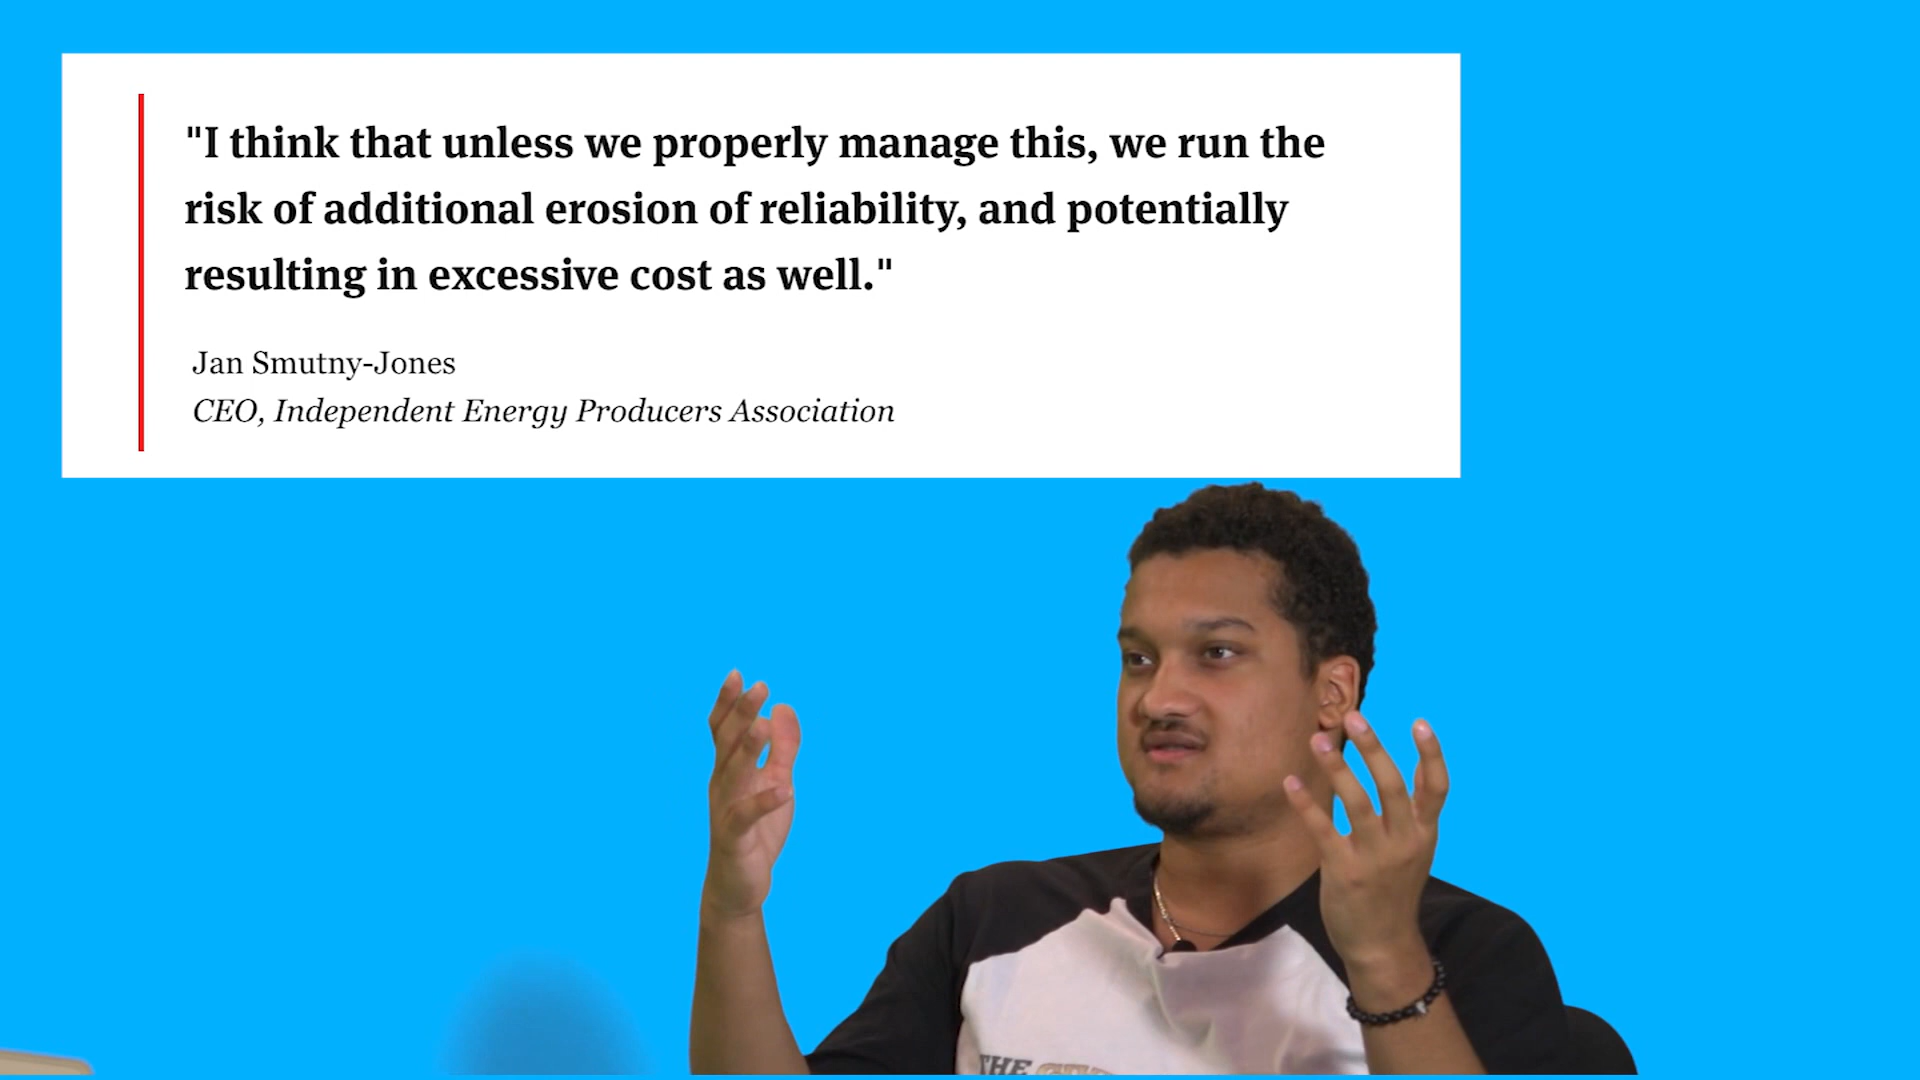 "I think that unless we properly manage this, we run the
risk of additional erosion of reliability, and potentially
resulting in excessive cost as well."
Jan Smutny-Jones
CEO, Independent Energy Producers Association
THE